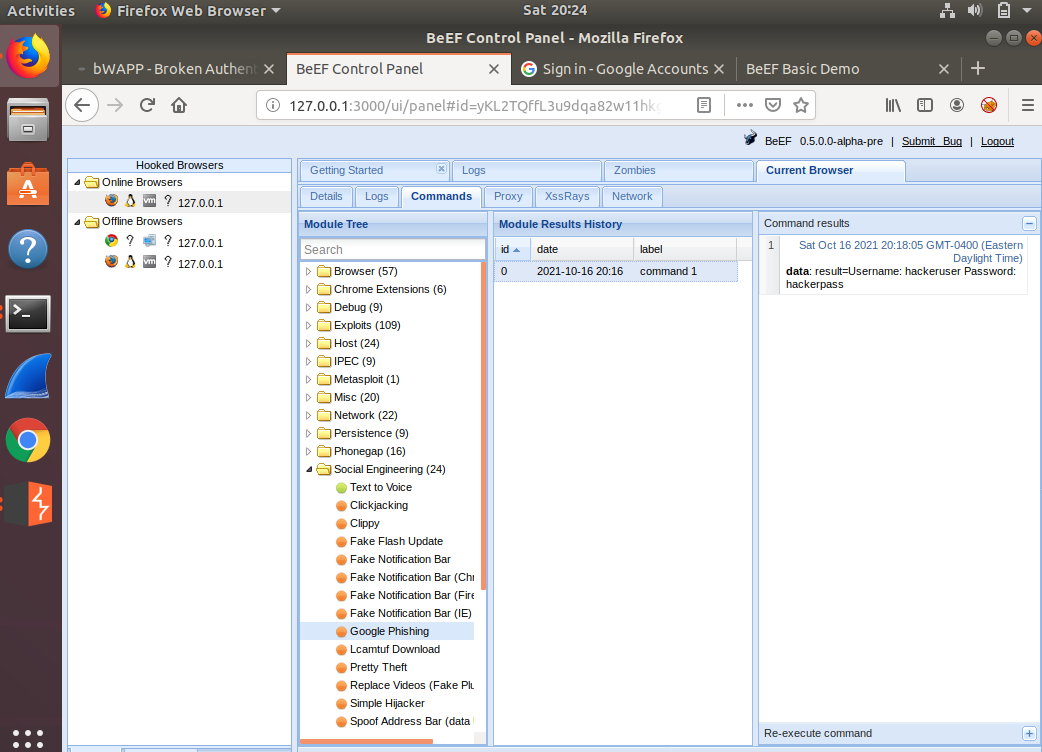 Activities Firefox Web Browser Sat 20:24
BeEF Control Panel - Mozilla Firefox
bWAPP - Broken Authent BeEF Control Panel Sign in - Google Accounts BeEF Basic Demo
127.0.0.1:3000/ui/panel#id=yKL2TQffL3u9dqa82w11hkc
BeEF 0.5.0.0-alpha-pre | Submit Bug | Logout
Hooked Browsers
Online Browsers
? 127.0.0.1
Offline Browsers
? ? 127.0.0.1
? 127.0.0.1
Getting Started Logs Zombies Current Browser
Details Logs Commands Proxy XssRays Network
Module Tree
Search
Browser (57)
Chrome Extensions (6)
Debug (9)
Exploits (109)
Host (24)
IPEC (9)
Metasploit (1)
Misc (20)
Network (22)
Persistence (9)
Phonegap (16)
Social Engineering (24)
Text to Voice
Clickjacking
Clippy
Fake Flash Update
Fake Notification Bar
Fake Notification Bar (Chr
Fake Notification Bar (Fire
Fake Notification Bar (IE)
Google Phishing
Lcamtuf Download
Pretty Theft
Replace Videos (Fake Plu
Simple Hijacker
Spoof Address Bar (data
Module Results History
id date label
0 2021-10-16 20:16 command 1
Command results
1 Sat Oct 16 2021 20:18:05 GMT-0400 (Eastern
Daylight Time)
data: result=Username: hackeruser Password:
hackerpass
Re-execute command